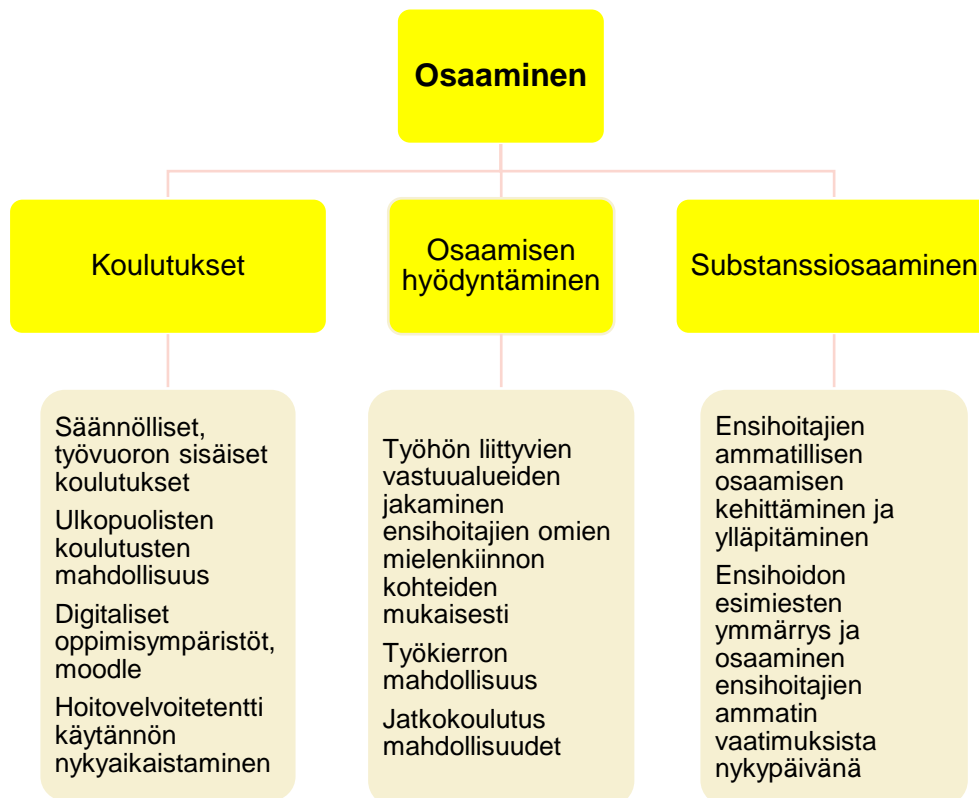 Osaaminen
Koulutukset
Osaamisen
hyödyntäminen
Substanssiosaaminen
Säännölliset,
työvuoron sisäiset
koulutukset
Ulkopuolisten
koulutusten
mahdollisuus
Digitaliset
oppimisympäristöt,
moodle
Hoitovelvoitetentti
käytännön
nykyaikaistaminen
Työhön liittyvien
vastuualueiden
jakaminen
ensihoitajien omien
mielenkiinnon
kohteiden
mukaisesti
Työkierron
mahdollisuus
Jatkokoulutus
mahdollisuudet
Ensihoitajien
ammatillisen
osaamisen
kehittäminen ja
ylläpitäminen
Ensihoidon
esimiesten
ymmärrys ja
osaaminen
ensihoitajien
ammatin
vaatimuksista
nykypäivänä